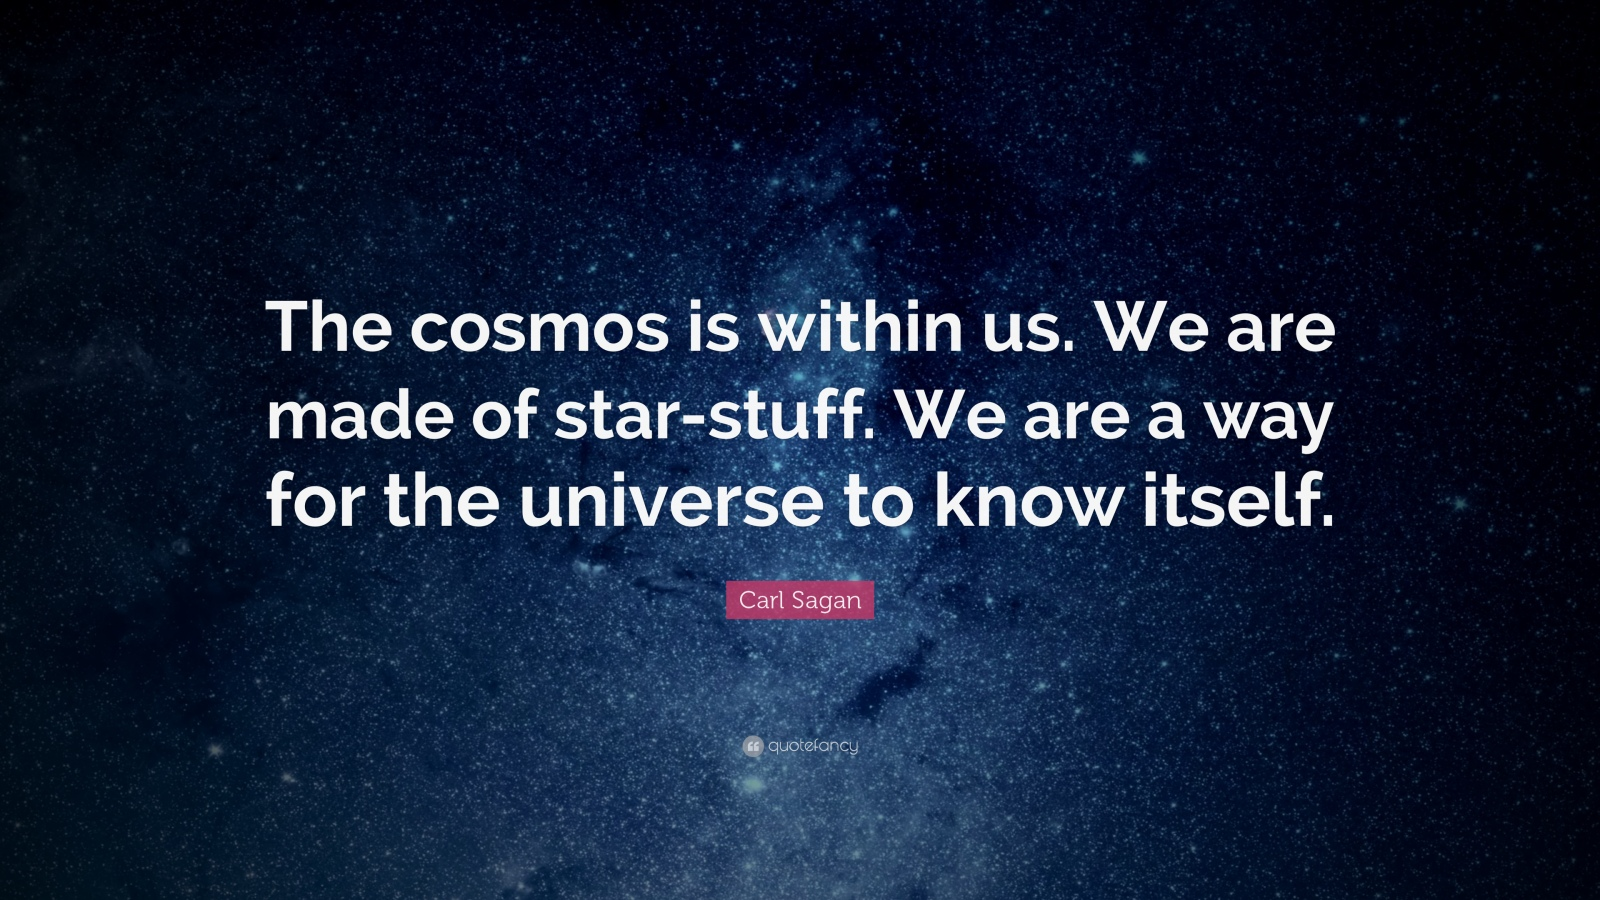 The cosmos is within us. We are
made of star-stuff. We are a way
for the universe to know itself.
Carl Sagan
quotefancy